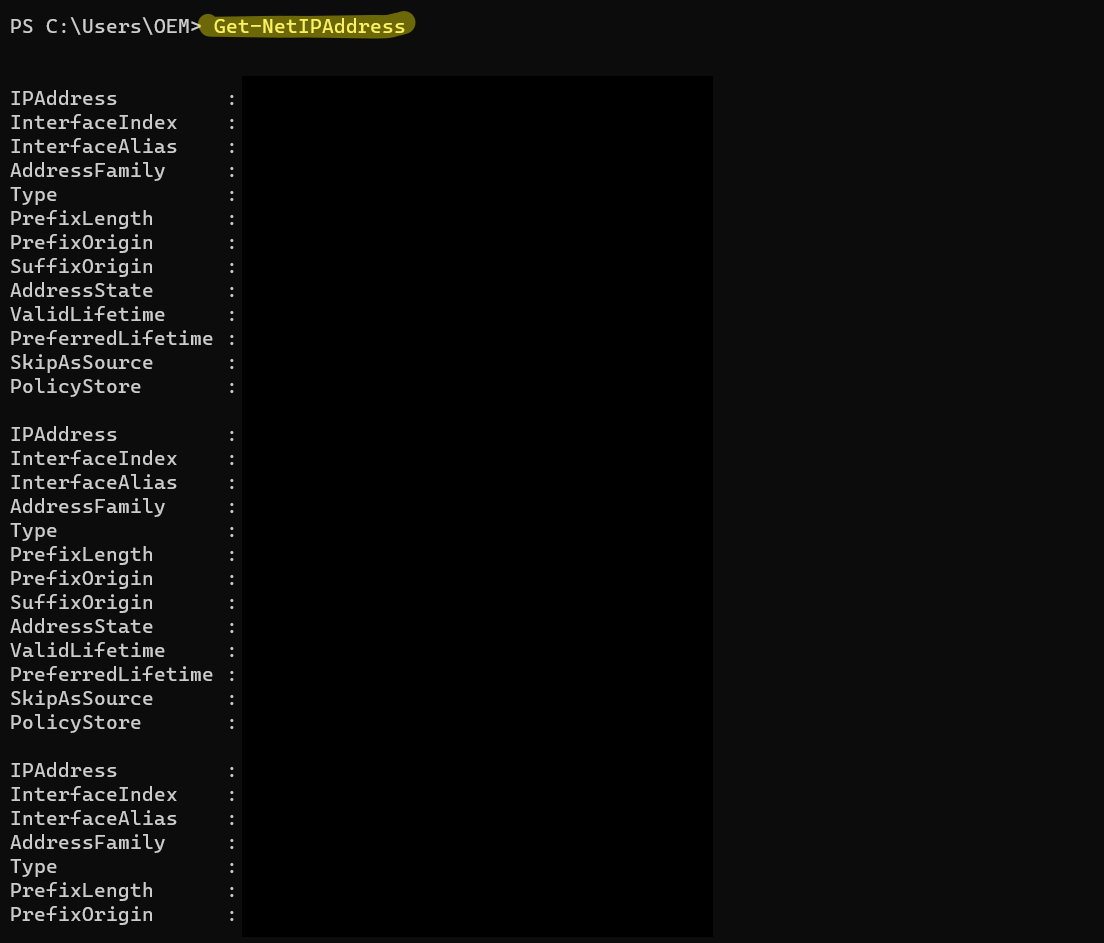 PS C:\Users\OEM> Get-NetIPAddress
IPAddress         :
InterfaceIndex    :
InterfaceAlias    :
AddressFamily     :
Type              :
PrefixLength      :
PrefixOrigin      :
SuffixOrigin      :
AddressState      :
ValidLifetime     :
PreferredLifetime :
SkipAsSource      :
PolicyStore       :
IPAddress         :
InterfaceIndex    :
InterfaceAlias    :
AddressFamily     :
Type              :
PrefixLength      :
PrefixOrigin      :
SuffixOrigin      :
AddressState      :
ValidLifetime     :
PreferredLifetime :
SkipAsSource      :
PolicyStore       :
IPAddress         :
InterfaceIndex    :
InterfaceAlias    :
AddressFamily     :
Type              :
PrefixLength      :
PrefixOrigin      :